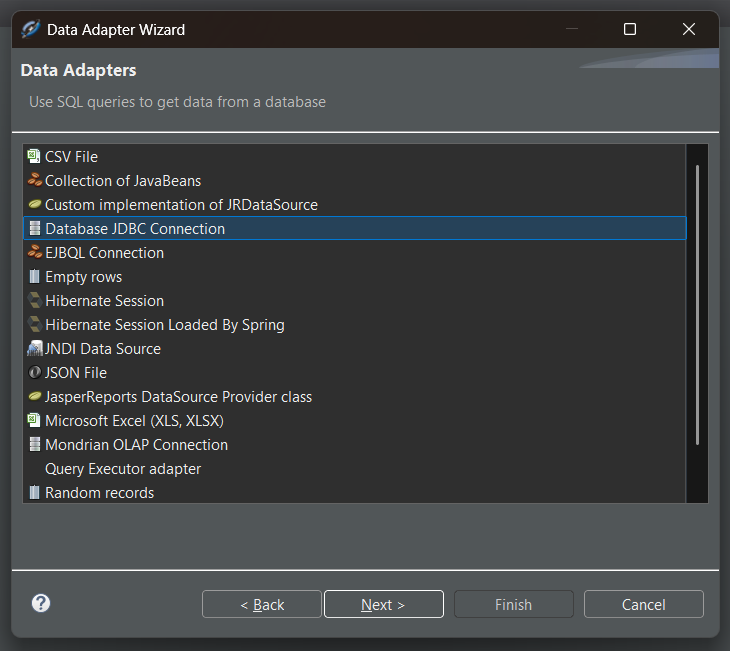 Data Adapter Wizard
Data Adapters
Use SQL queries to get data from a database
CSV File
Collection of JavaBeans
Custom implementation of JRDataSource
Database JDBC Connection
EJBQL Connection
Empty rows
Hibernate Session
Hibernate Session Loaded By Spring
JNDI Data Source
JSON File
JasperReports DataSource Provider class
Microsoft Excel (XLS, XLSX)
Mondrian OLAP Connection
Query Executor adapter
Random records
? < Back Next > Finish Cancel